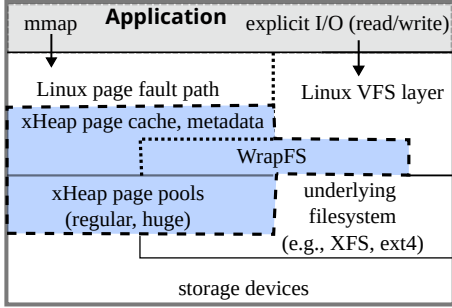 Application
mmap
explicit I/O (read/write)
Linux page fault path
Linux VFS layer
xHeap page cache, metadata
WrapFS
xHeap page pools
(regular, huge)
underlying
filesystem
(e.g., XFS, ext4)
storage devices